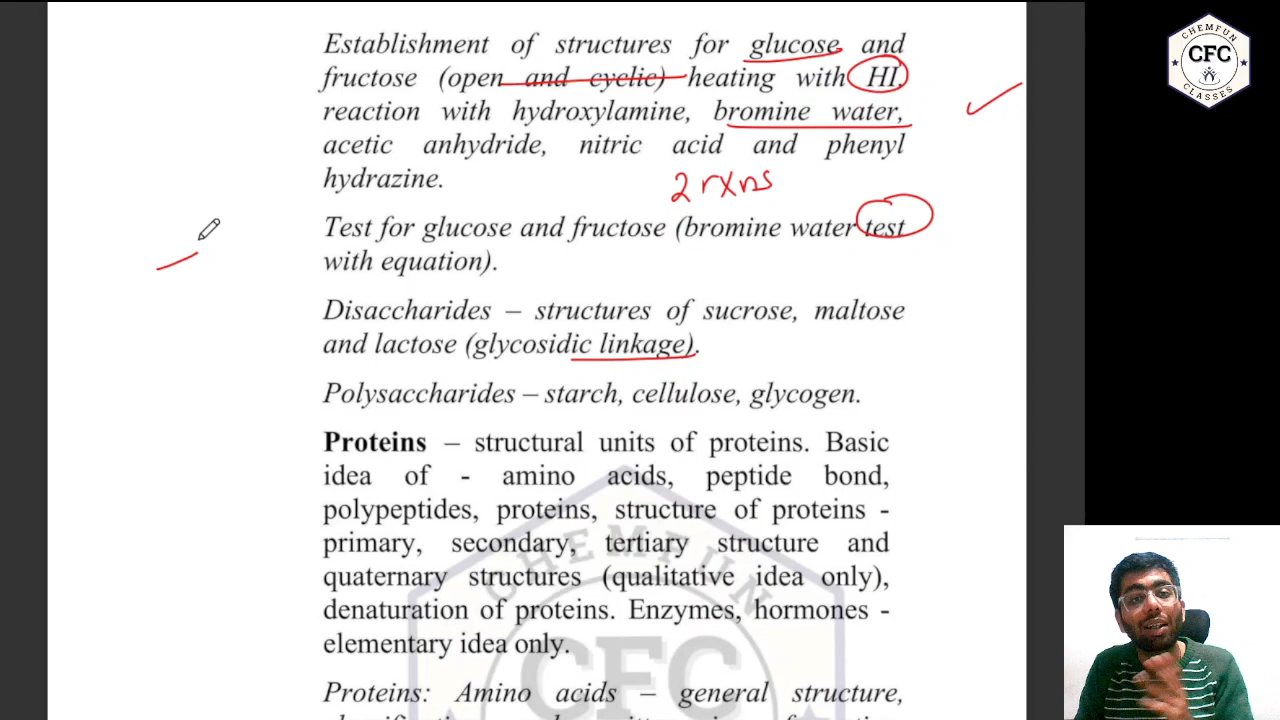 Establishment of structures for glucose and
fructose (open and cyclic) heating with HI,
reaction with hydroxylamine, bromine water,
acetic anhydride, nitric acid and phenyl
hydrazine.
2 rxns
Test for glucose and fructose (bromine water test
with equation).
Disaccharides – structures of sucrose, maltose
and lactose (glycosidic linkage).
Polysaccharides – starch, cellulose, glycogen.
Proteins – structural units of proteins. Basic
idea of - amino acids, peptide bond,
polypeptides, proteins, structure of proteins -
primary, secondary, tertiary structure and
quaternary structures (qualitative idea only),
denaturation of proteins. Enzymes, hormones -
elementary idea only.
Proteins: Amino acids – general structure,
CHEMFUN
CFC
CLASSES
CHEMFUN
CFC